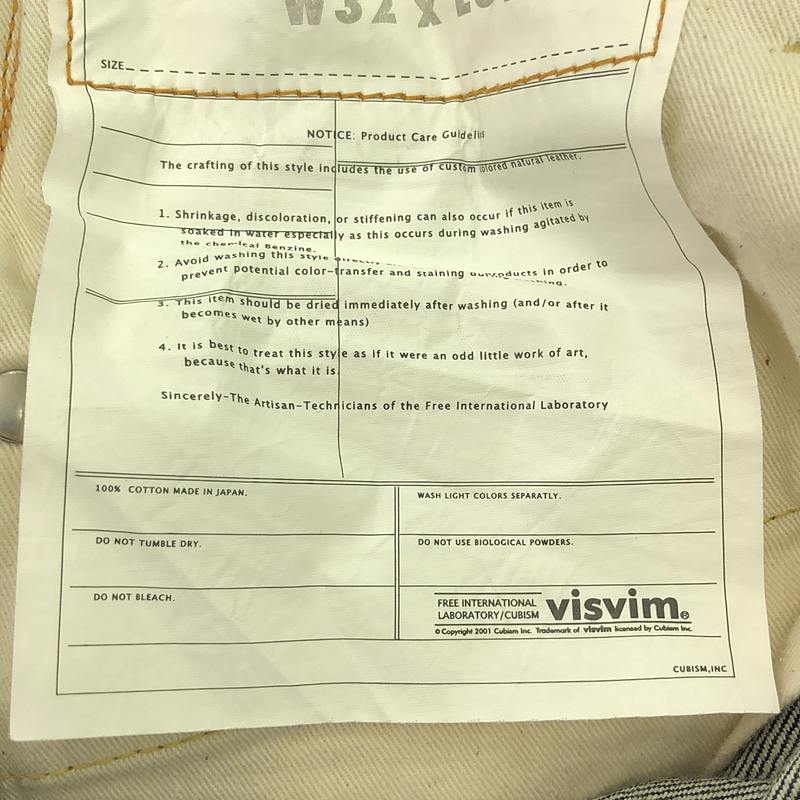 W32 X
SIZE
NOTICE: Product Care
The crafting of this style includes the use of custom colored natural leather.
1. Shrinkage, discoloration, or stiffening can also occur if this item is
soaked in water especially as this occurs during washing agitated by
the chemical Benzine.
2. Avoid washing this style
prevent potential color-transfer and staining products in order to
3. This item should be dried immediately after washing (and/or after it
becomes wet by other means)
4. It is best to treat this style as if it were an odd little work of art,
because that's what it is.
Sincerely-The Artisan-Technicians of the Free International Laboratory
100% COTTON MADE IN JAPAN.
WASH LIGHT COLORS SEPARATLY.
DO NOT TUMBLE DRY.
DO NOT USE BIOLOGICAL POWDERS.
DO NOT BLEACH.
FREE INTERNATIONAL
LABORATORY/CUBISM
visvim®
© Copyright 2001 Cubism Inc. Trademark of visvim licensed by Cubism Inc.
CUBISM,INC